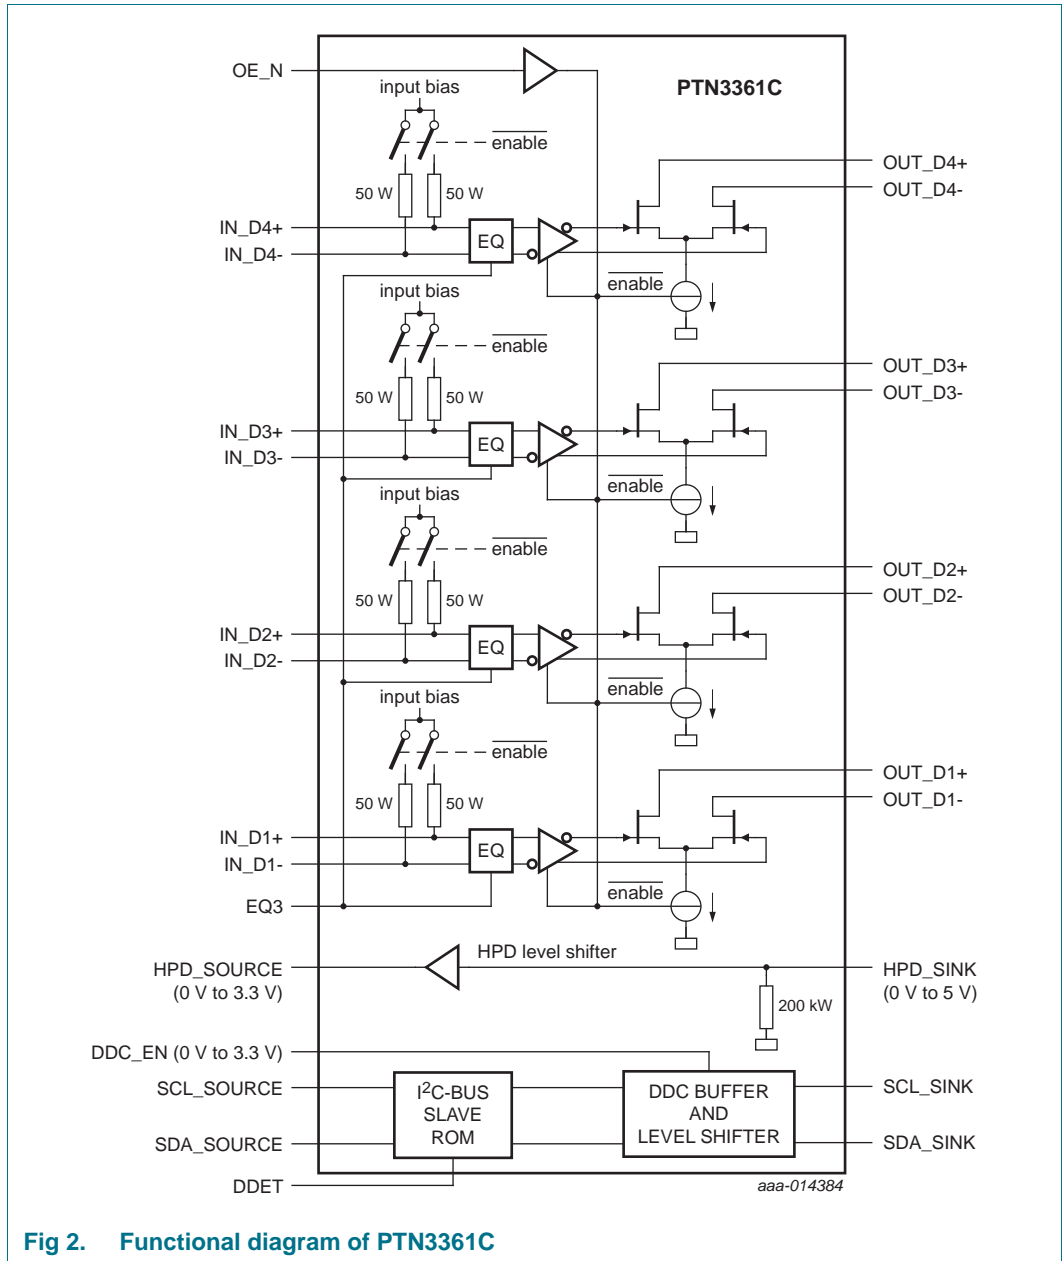 OE_N
PTN3361C
input bias
enable
50 W 50 W
OUT_D4+
OUT_D4-
IN_D4+
IN_D4-
EQ
enable
input bias
enable
50 W 50 W
OUT_D3+
OUT_D3-
IN_D3+
IN_D3-
EQ
enable
input bias
enable
50 W 50 W
OUT_D2+
OUT_D2-
IN_D2+
IN_D2-
EQ
enable
input bias
enable
50 W 50 W
OUT_D1+
OUT_D1-
IN_D1+
IN_D1-
EQ
enable
EQ3
HPD level shifter
HPD_SOURCE
(0 V to 3.3 V)
HPD_SINK
(0 V to 5 V)
200 kW
DDC_EN (0 V to 3.3 V)
SCL_SOURCE
SDA_SOURCE
I²C-BUS
SLAVE
ROM
DDC BUFFER
AND
LEVEL SHIFTER
SCL_SINK
SDA_SINK
DDET
aaa-014384
Fig 2. Functional diagram of PTN3361C